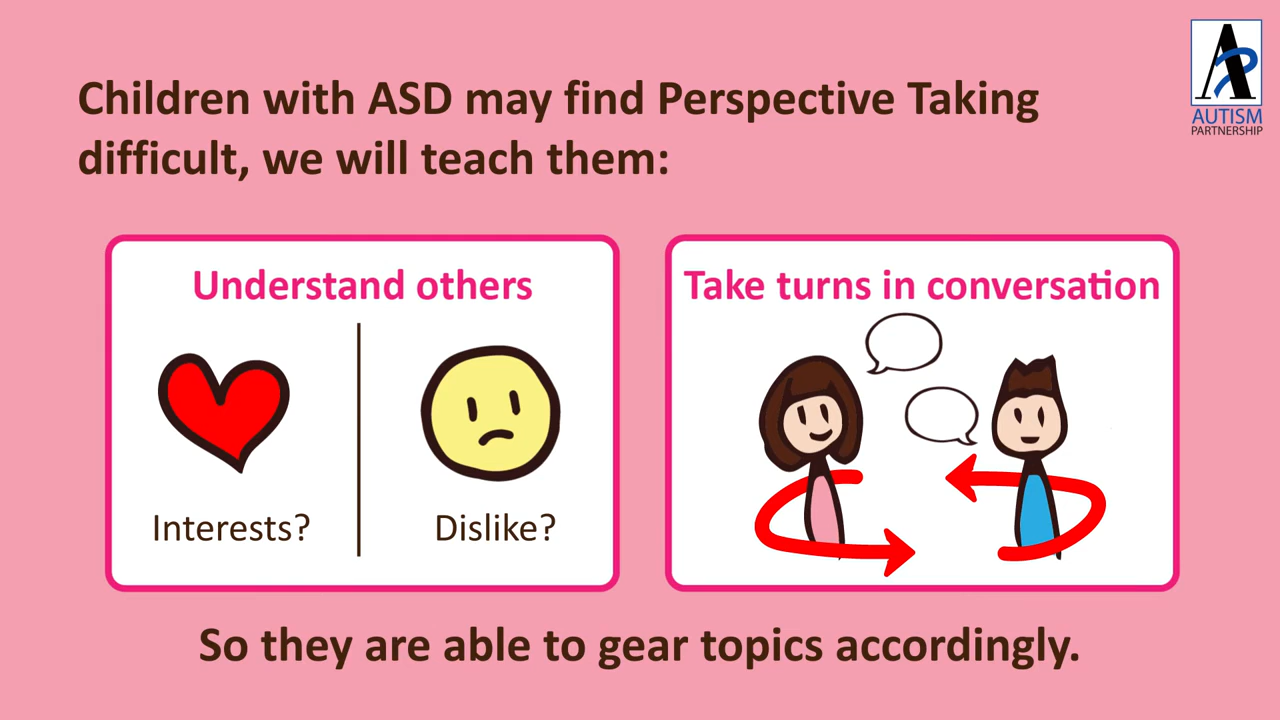 Children with ASD may find Perspective Taking
difficult, we will teach them:
AUTISM
PARTNERSHIP
Understand others
Interests?
Dislike?
Take turns in conversation
So they are able to gear topics accordingly.